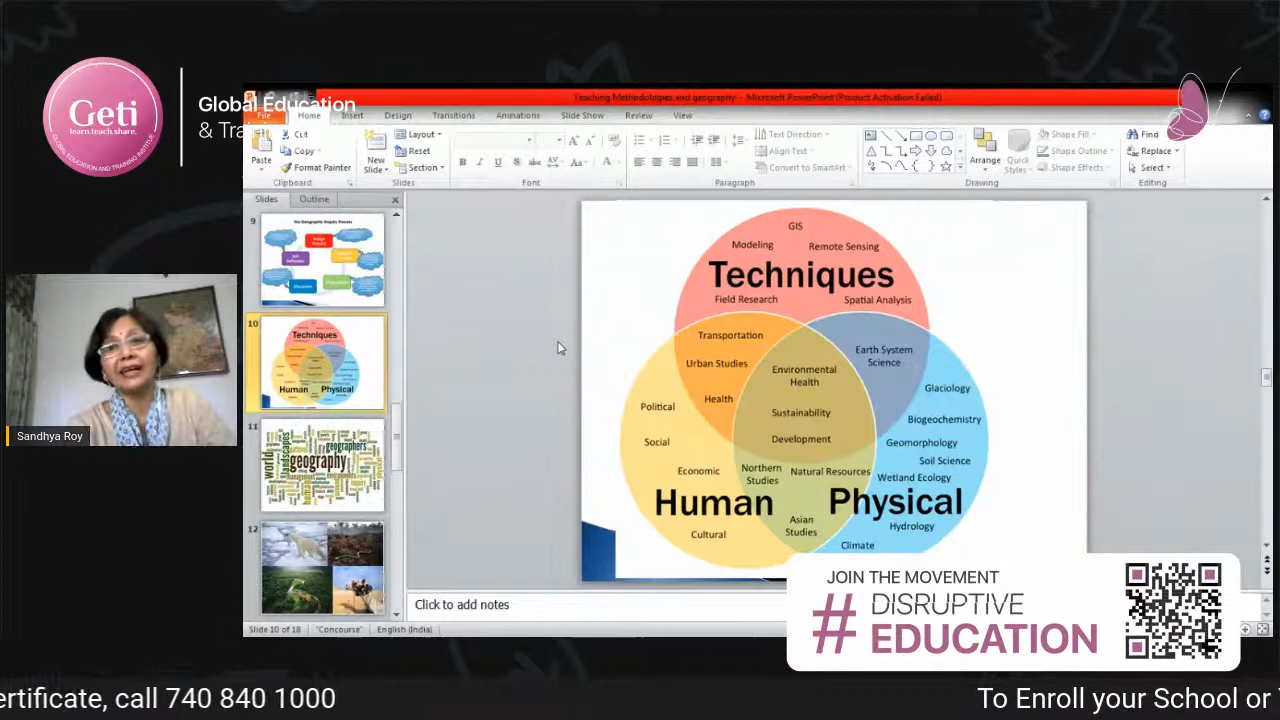 Geti
learn.teach.share.
GLOBAL EDUCATION AND TRAINING INSTITUTE
Global Education
& Tra
Teaching Methodologies and geography - Microsoft PowerPoint (Product Activation Failed)
File Home Insert Design Transitions Animations Slide Show Review View
Paste
Cut
Copy
Format Painter
Clipboard
New Slide
Layout
Reset
Section
Slides
B I U S abc AV Aa A
Font
Paragraph
Text Direction
Align Text
Convert to SmartArt
Arrange
Quick Styles
Shape Fill
Shape Outline
Shape Effects
Drawing
Find
Replace
Select
Editing
Slides Outline
9
The Geographic Enquiry Process
10
Techniques
Human Physical
11
world
landscapes
geographers
geography
12
GIS
Modeling Remote Sensing
Techniques
Field Research Spatial Analysis
Transportation
Urban Studies
Health
Earth System
Science
Environmental
Health
Sustainability
Development
Northern
Studies
Natural Resources
Asian
Studies
Political
Social
Economic
Human
Cultural
Glaciology
Biogeochemistry
Geomorphology
Soil Science
Wetland Ecology
Physical
Hydrology
Climate
Click to add notes
Slide 10 of 18 "Concourse" English (India)
Sandhya Roy
JOIN THE MOVEMENT
# DISRUPTIVE
EDUCATION
ertificate, call 740 840 1000 To Enroll your School or